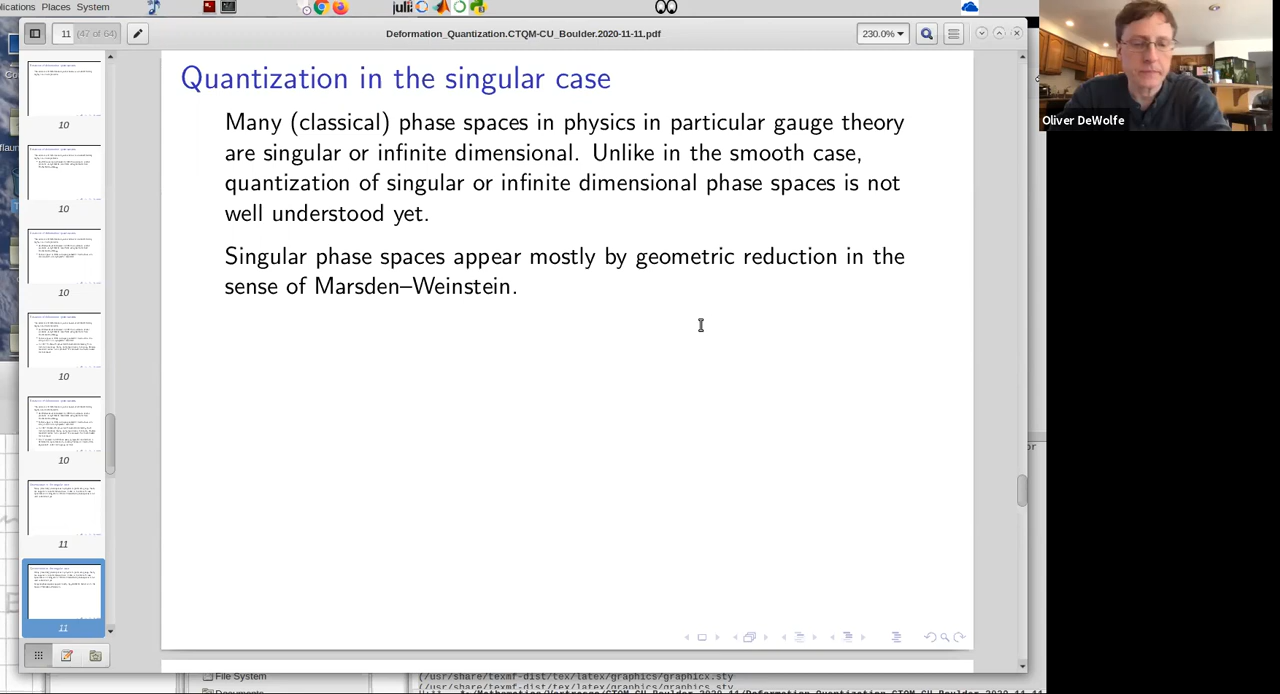 lications Places System
julia
11 (47 of 64)
Deformation_Quantization.CTQM-CU_Boulder.2020-11-11.pdf
230.0%
Oliver DeWolfe
Quantization in the singular case
Many (classical) phase spaces in physics in particular gauge theory
are singular or infinite dimensional. Unlike in the smooth case,
quantization of singular or infinite dimensional phase spaces is not
well understood yet.
Singular phase spaces appear mostly by geometric reduction in the
sense of Marsden–Weinstein.
10
10
10
10
10
11
11
File System
(/usr/share/texmf-dist/tex/latex/graphics/graphicx.sty